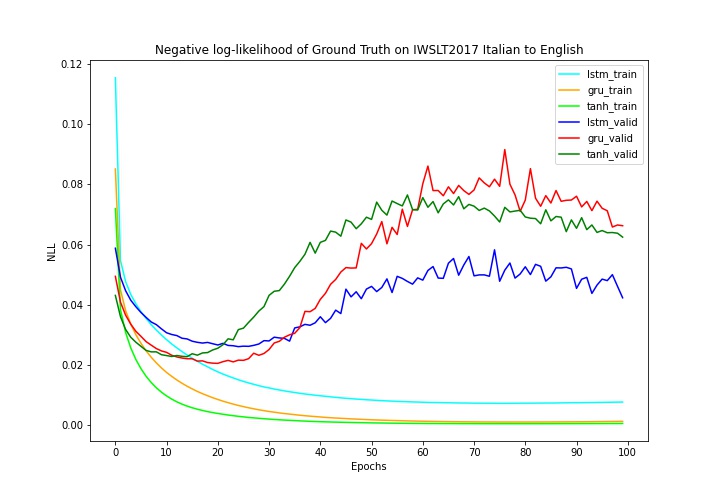 Negative log-likelihood of Ground Truth on IWSLT2017 Italian to English
0.12
0.10
0.08
0.06
0.04
0.02
0.00
NLL
lstm_train
gru_train
tanh_train
lstm_valid
gru_valid
tanh_valid
0 10 20 30 40 50 60 70 80 90 100
Epochs